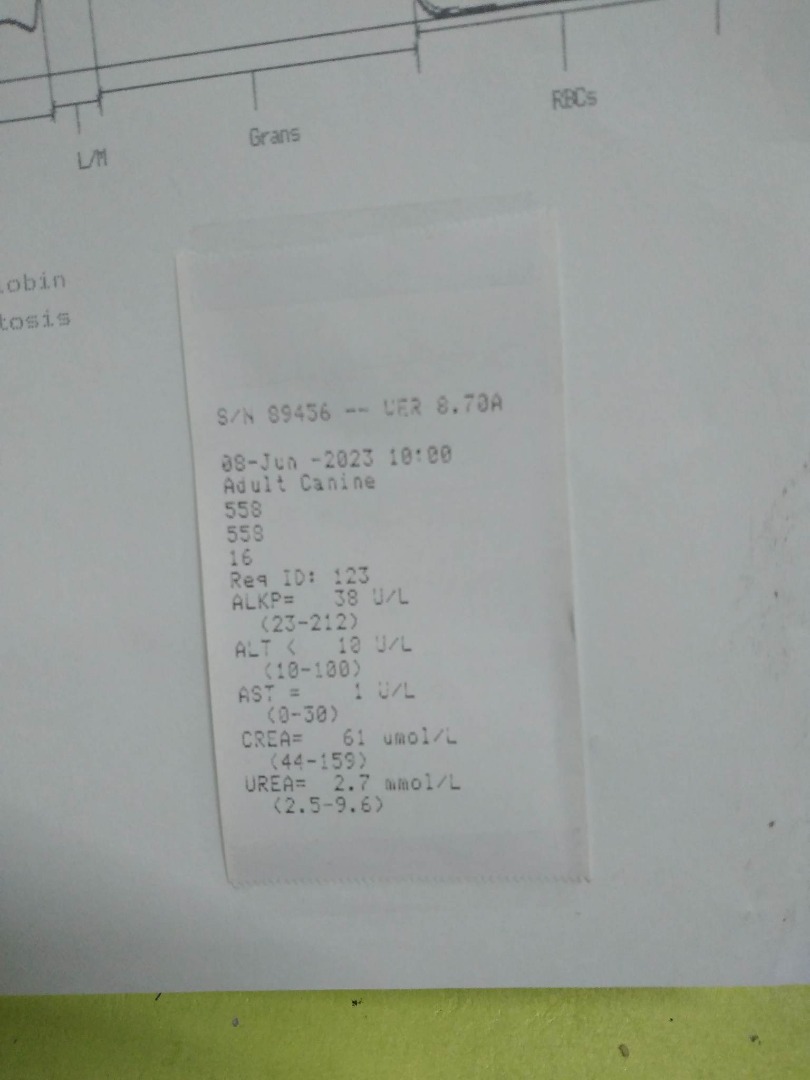 L/M
Grans
RBCs
obin
tosis
S/N 89456 -- VER 8.70A
08-Jun -2023 10:00
Adult Canine
558
558
16
Req ID: 123
ALKP= 38 U/L
(23-212)
ALT < 10 U/L
(10-100)
AST = 1 U/L
(0-30)
CREA= 61 umol/L
(44-159)
UREA= 2.7 mmol/L
(2.5-9.6)